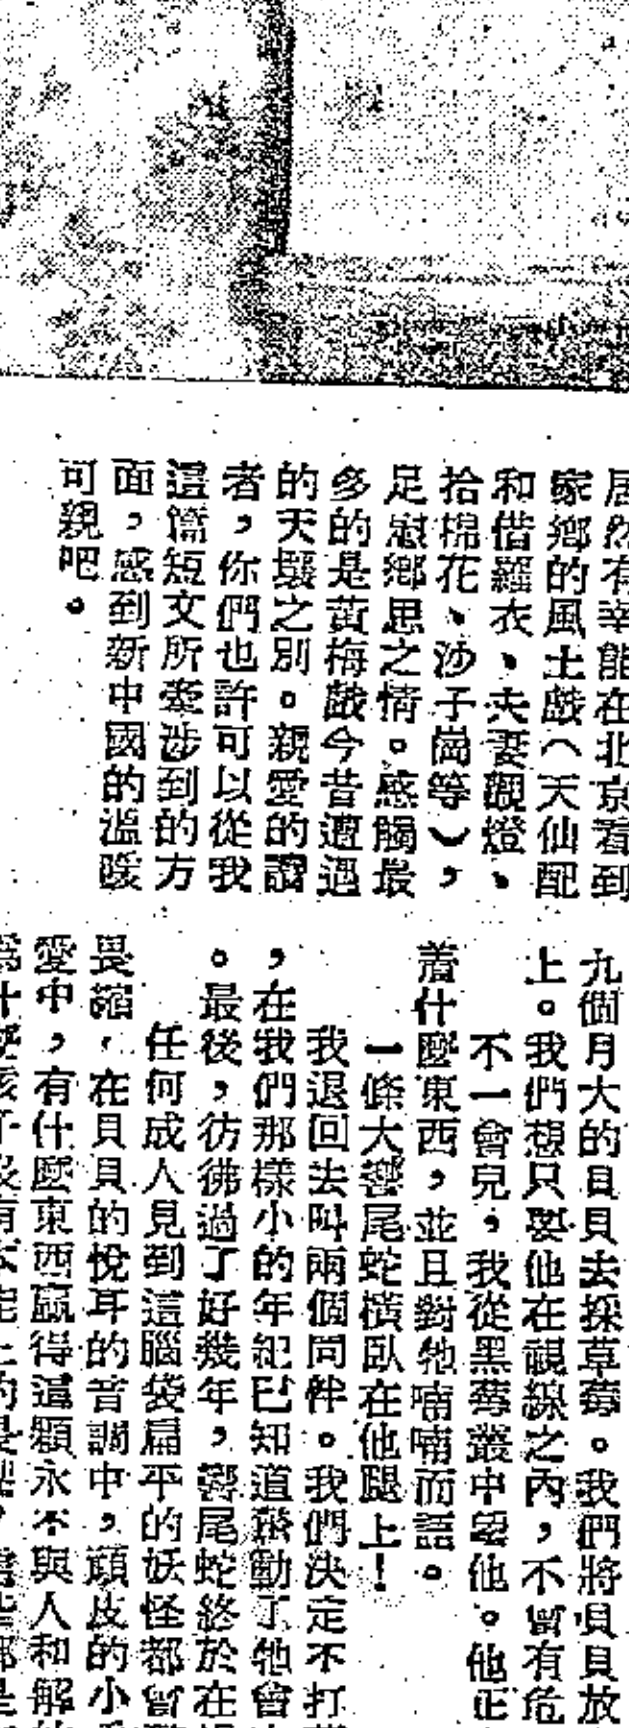 居然有幸能在北京看到
家鄉的風土戲（天仙配
和借羅衣、夫妻觀燈、
拾棉花、沙子崗等），
足慰鄉思之情。感觸最
多的是黃梅戲今昔遭遇
的天壤之別。親愛的讀
者，你們也許可以從我
這篇短文所牽涉到的方
面，感到新中國的溫暖
可親吧。
九個月大的貝貝去採草莓。我們將貝貝放
上。我們想只要他在視線之內，不會有危
不一會兒，我從黑莓叢中望他。他正
着什麼東西，並且對牠喃喃而語。
一條大響尾蛇橫臥在他腿上！
我退回去叫兩個同伴。我們決定不打
，在我們那樣小的年紀已知道驚動了牠會
。最後，彷彿過了好幾年，響尾蛇終於在
任何成人見到這腦袋扁平的妖怪都會
畏縮，在貝貝的悅耳的音調中，頑皮的小
愛中，有什麼東西贏得這顆永不與人和解